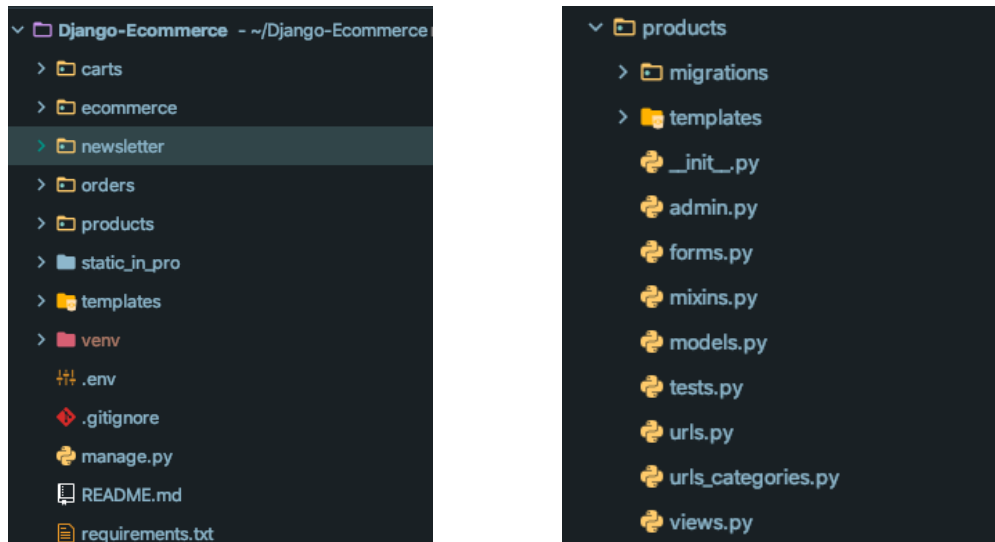 Django-Ecommerce - ~/Django-Ecommerce
carts
ecommerce
newsletter
orders
products
static_in_pro
templates
venv
.env
.gitignore
manage.py
README.md
requirements.txt
products
migrations
templates
__init__.py
admin.py
forms.py
mixins.py
models.py
tests.py
urls.py
urls_categories.py
views.py